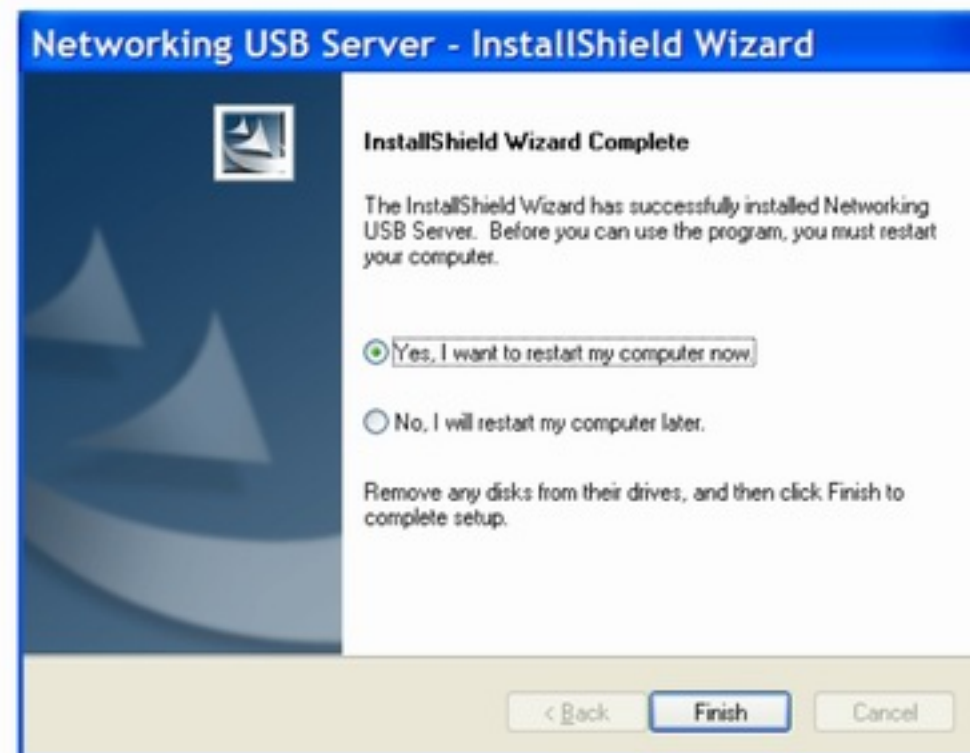 Networking USB Server - InstallShield Wizard
InstallShield Wizard Complete
The InstallShield Wizard has successfully installed Networking
USB Server. Before you can use the program, you must restart
your computer.
Yes, I want to restart my computer now.
No, I will restart my computer later.
Remove any disks from their drives, and then click Finish to
complete setup.
< Back Finish Cancel